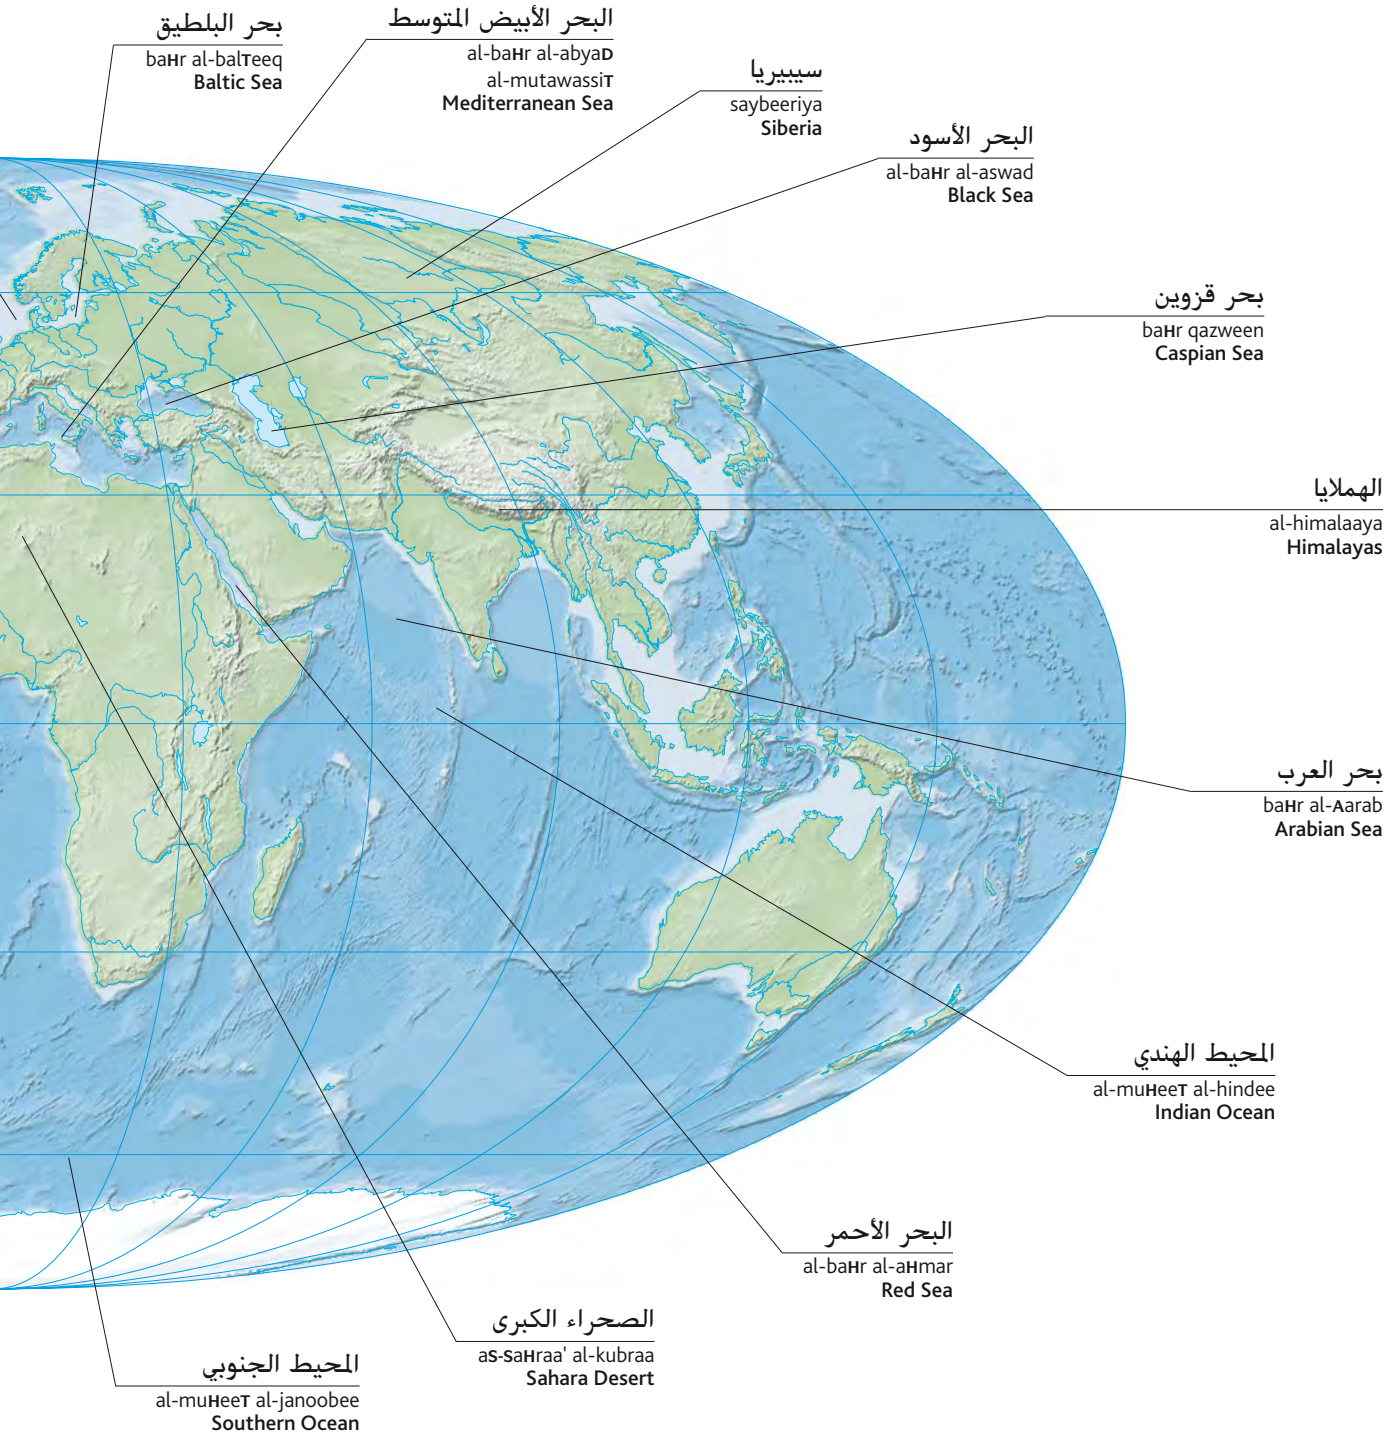 بحر البلطيق
baHr al-balTeeq
Baltic Sea
البحر الأبيض المتوسط
al-baHr al-abyaD
al-mutawassiT
Mediterranean Sea
سيبيريا
saybeeriya
Siberia
البحر الأسود
al-baHr al-aswad
Black Sea
بحر قزوين
baHr qazween
Caspian Sea
الهملايا
al-himalaaya
Himalayas
بحر العرب
baHr al-Aarab
Arabian Sea
المحيط الهندي
al-muHeeT al-hindee
Indian Ocean
البحر الأحمر
al-baHr al-aHmar
Red Sea
الصحراء الكبرى
aS-SaHraa' al-kubraa
Sahara Desert
المحيط الجنوبي
al-muHeeT al-janoobee
Southern Ocean